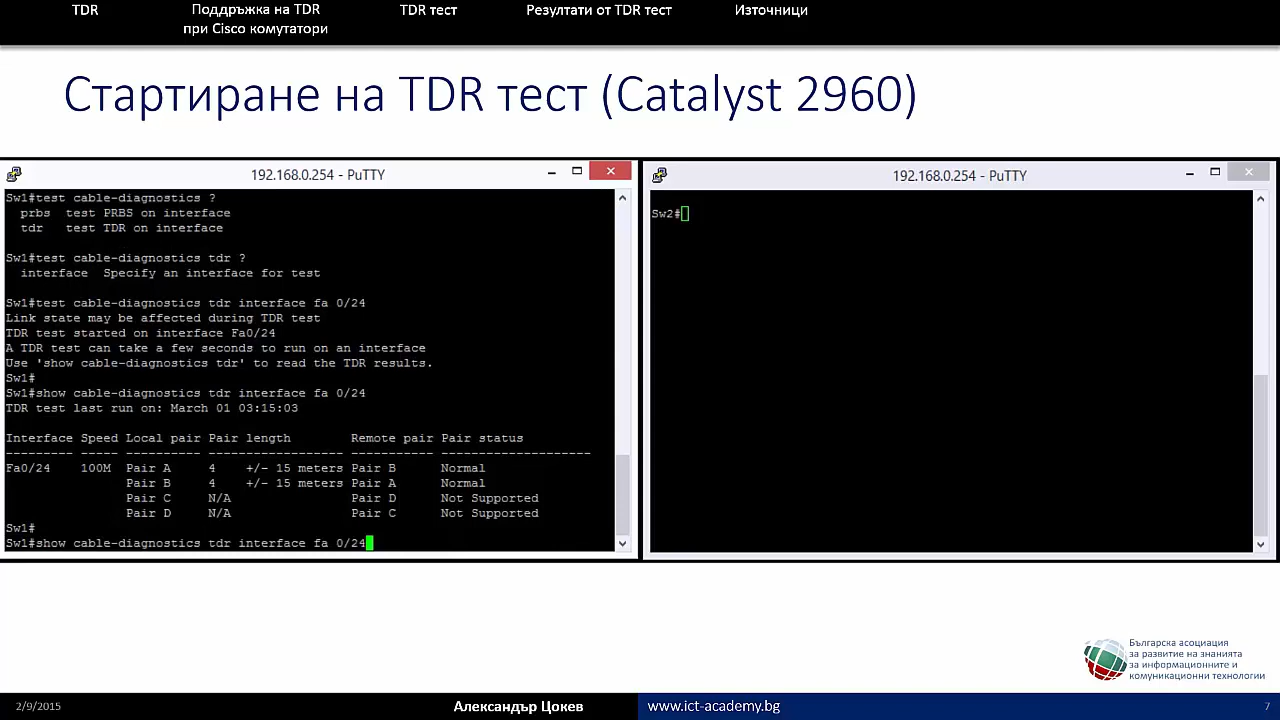 TDR
Поддръжка на TDR
при Cisco комутатори
TDR тест
Резултати от TDR тест
Източници
Стартиране на TDR тест (Catalyst 2960)
192.168.0.254 - PuTTY
Sw1#test cable-diagnostics ?
prbs test PRBS on interface
tdr test TDR on interface
Sw1#test cable-diagnostics tdr ?
interface Specify an interface for test
Sw1#test cable-diagnostics tdr interface fa 0/24
Link state may be affected during TDR test
TDR test started on interface Fa0/24
A TDR test can take a few seconds to run on an interface
Use 'show cable-diagnostics tdr' to read the TDR results.
Sw1#
Sw1#show cable-diagnostics tdr interface fa 0/24
TDR test last run on: March 01 03:15:03
Interface Speed Local pair Pair length Remote pair Pair status
--------- ----- ---------- ------------------ ----------- --------------------
Fa0/24 100M Pair A 4 +/- 15 meters Pair B Normal
Pair B 4 +/- 15 meters Pair A Normal
Pair C N/A Pair D Not Supported
Pair D N/A Pair C Not Supported
Sw1#
Sw1#show cable-diagnostics tdr interface fa 0/24
192.168.0.254 - PuTTY
Sw2#
Българска асоциация
за развитие на знанията
за информационните и
комуникационни технологии
2/9/2015
Александър Цокев
www.ict-academy.bg
7